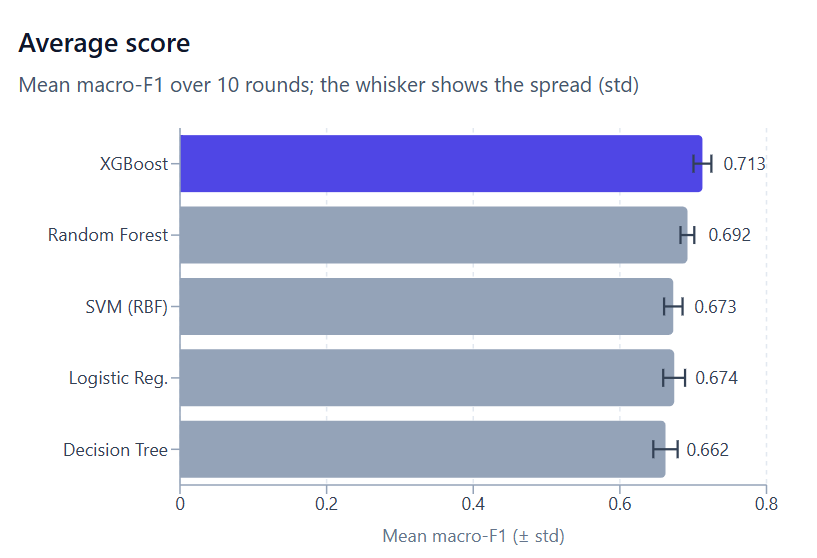 Average score
Mean macro-F1 over 10 rounds; the whisker shows the spread (std)
XGBoost
0.713
Random Forest
0.692
SVM (RBF)
0.673
Logistic Reg.
0.674
Decision Tree
0.662
0 0.2 0.4 0.6 0.8
Mean macro-F1 (± std)